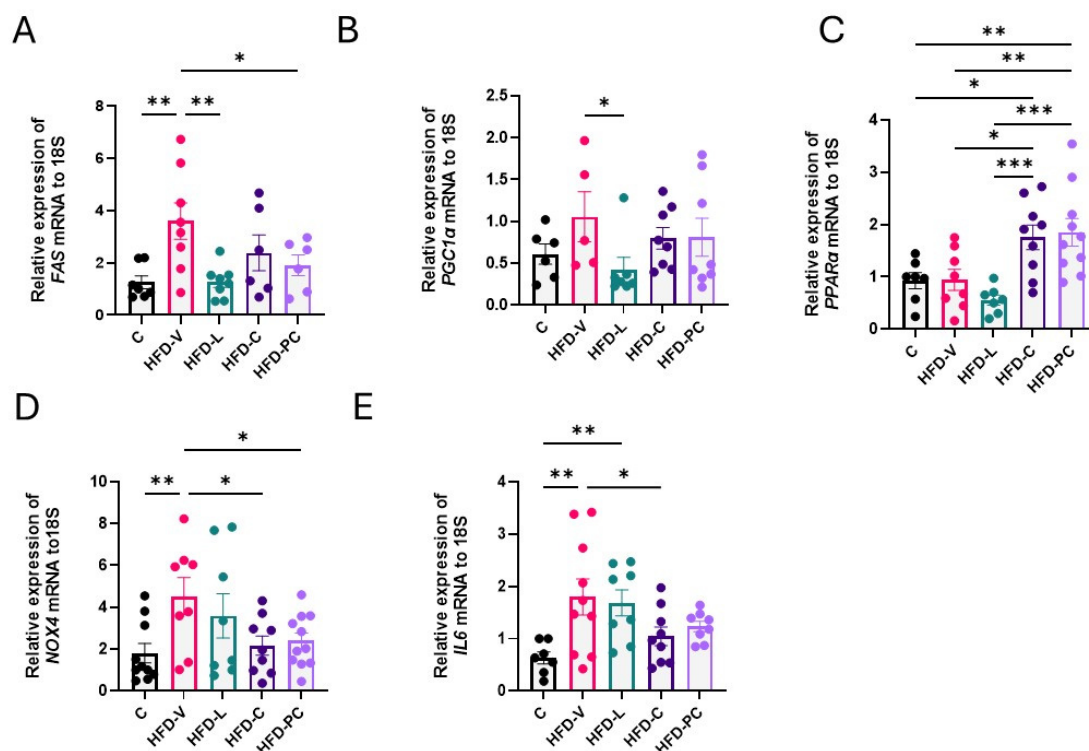 A
Relative expression of
FAS mRNA to 18S
8
6
4
2
0
**
**
*
C
HFD-V
HFD-L
HFD-C
HFD-PC
B
Relative expression of
PGC1α mRNA to 18S
2.5
2.0
1.5
1.0
0.5
0.0
*
C
HFD-V
HFD-L
HFD-C
HFD-PC
C
Relative expression of
PPARα mRNA to 18S
4
3
2
1
0
**
**
*
***
*
***
C
HFD-V
HFD-L
HFD-C
HFD-PC
D
Relative expression of
NOX4 mRNA to18S
10
8
6
4
2
0
*
**
*
C
HFD-V
HFD-L
HFD-C
HFD-PC
E
Relative expression of
IL6 mRNA to 18S
4
3
2
1
0
**
**
*
C
HFD-V
HFD-L
HFD-C
HFD-PC